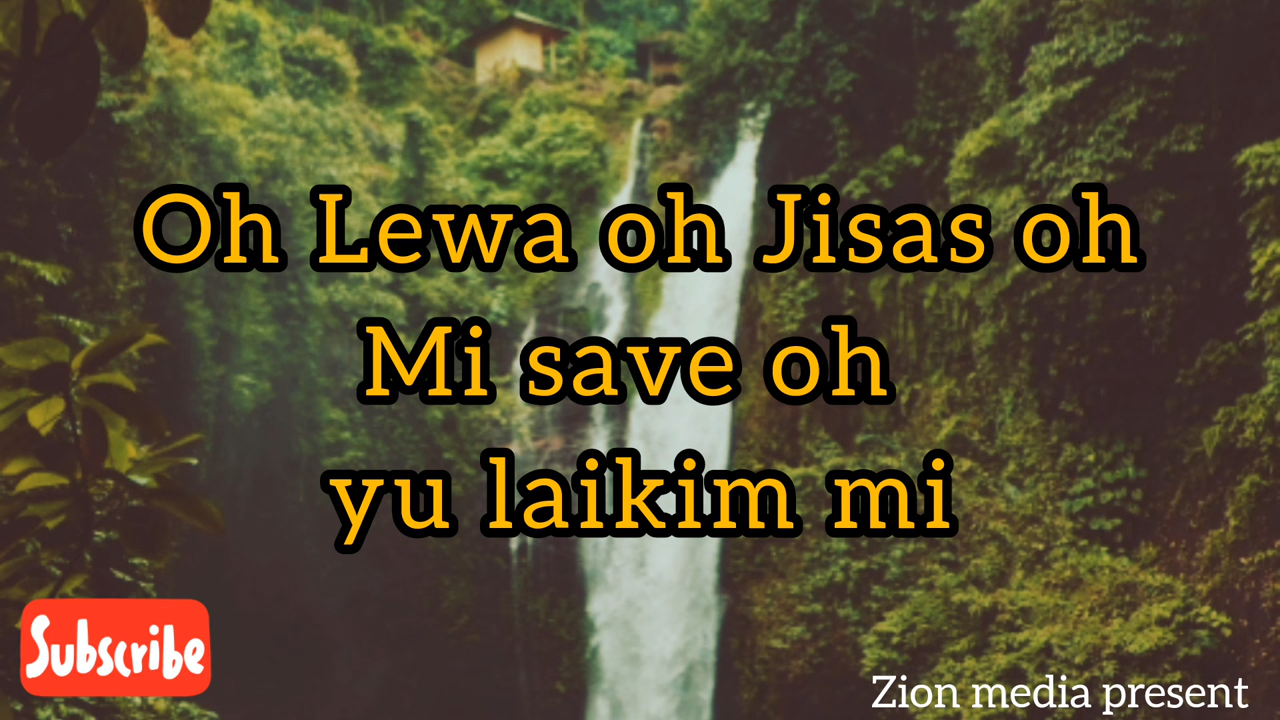 Oh Lewa oh Jisas oh
Mi save oh
yu laikim mi
Subscribe
Zion media present